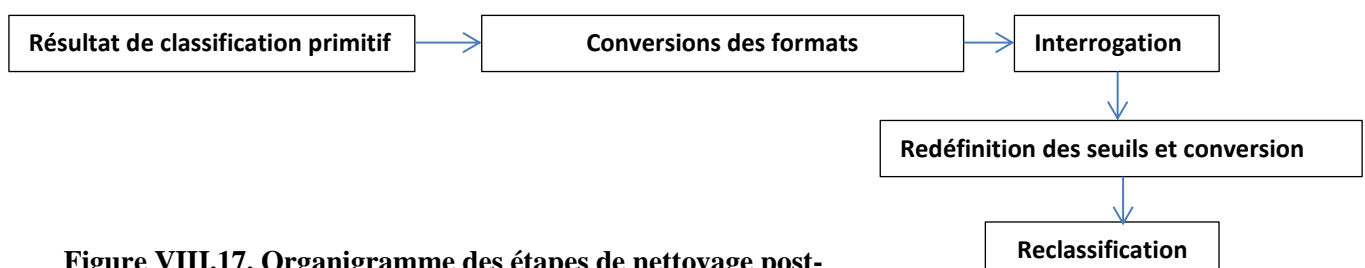 Résultat de classification primitif
Conversions des formats
Interrogation
Redéfinition des seuils et conversion
Reclassification
Figure VIII.17. Organigramme des étapes de nettoyage post-